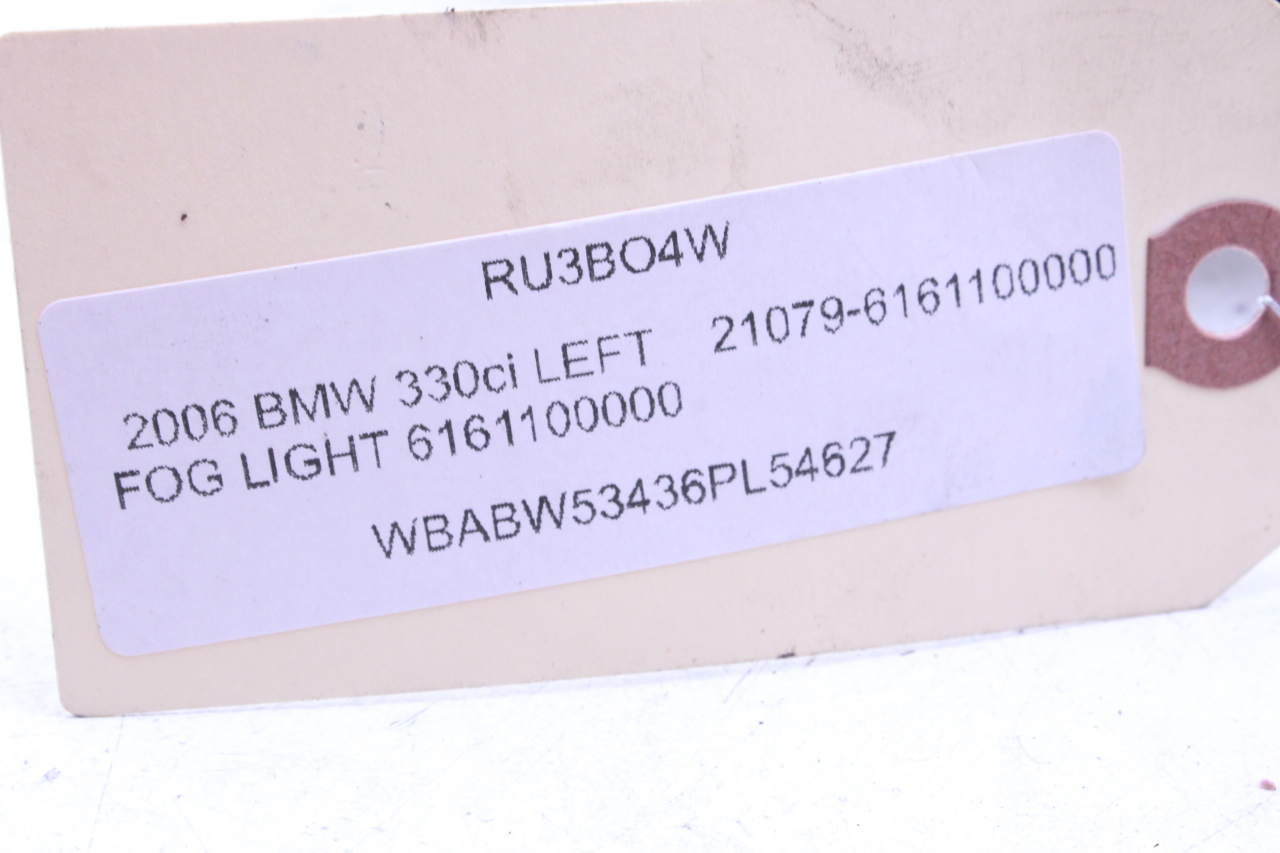 RU3BO4W
2006 BMW 330ci LEFT 21079-6161100000
FOG LIGHT 6161100000
WBABW53436PL54627